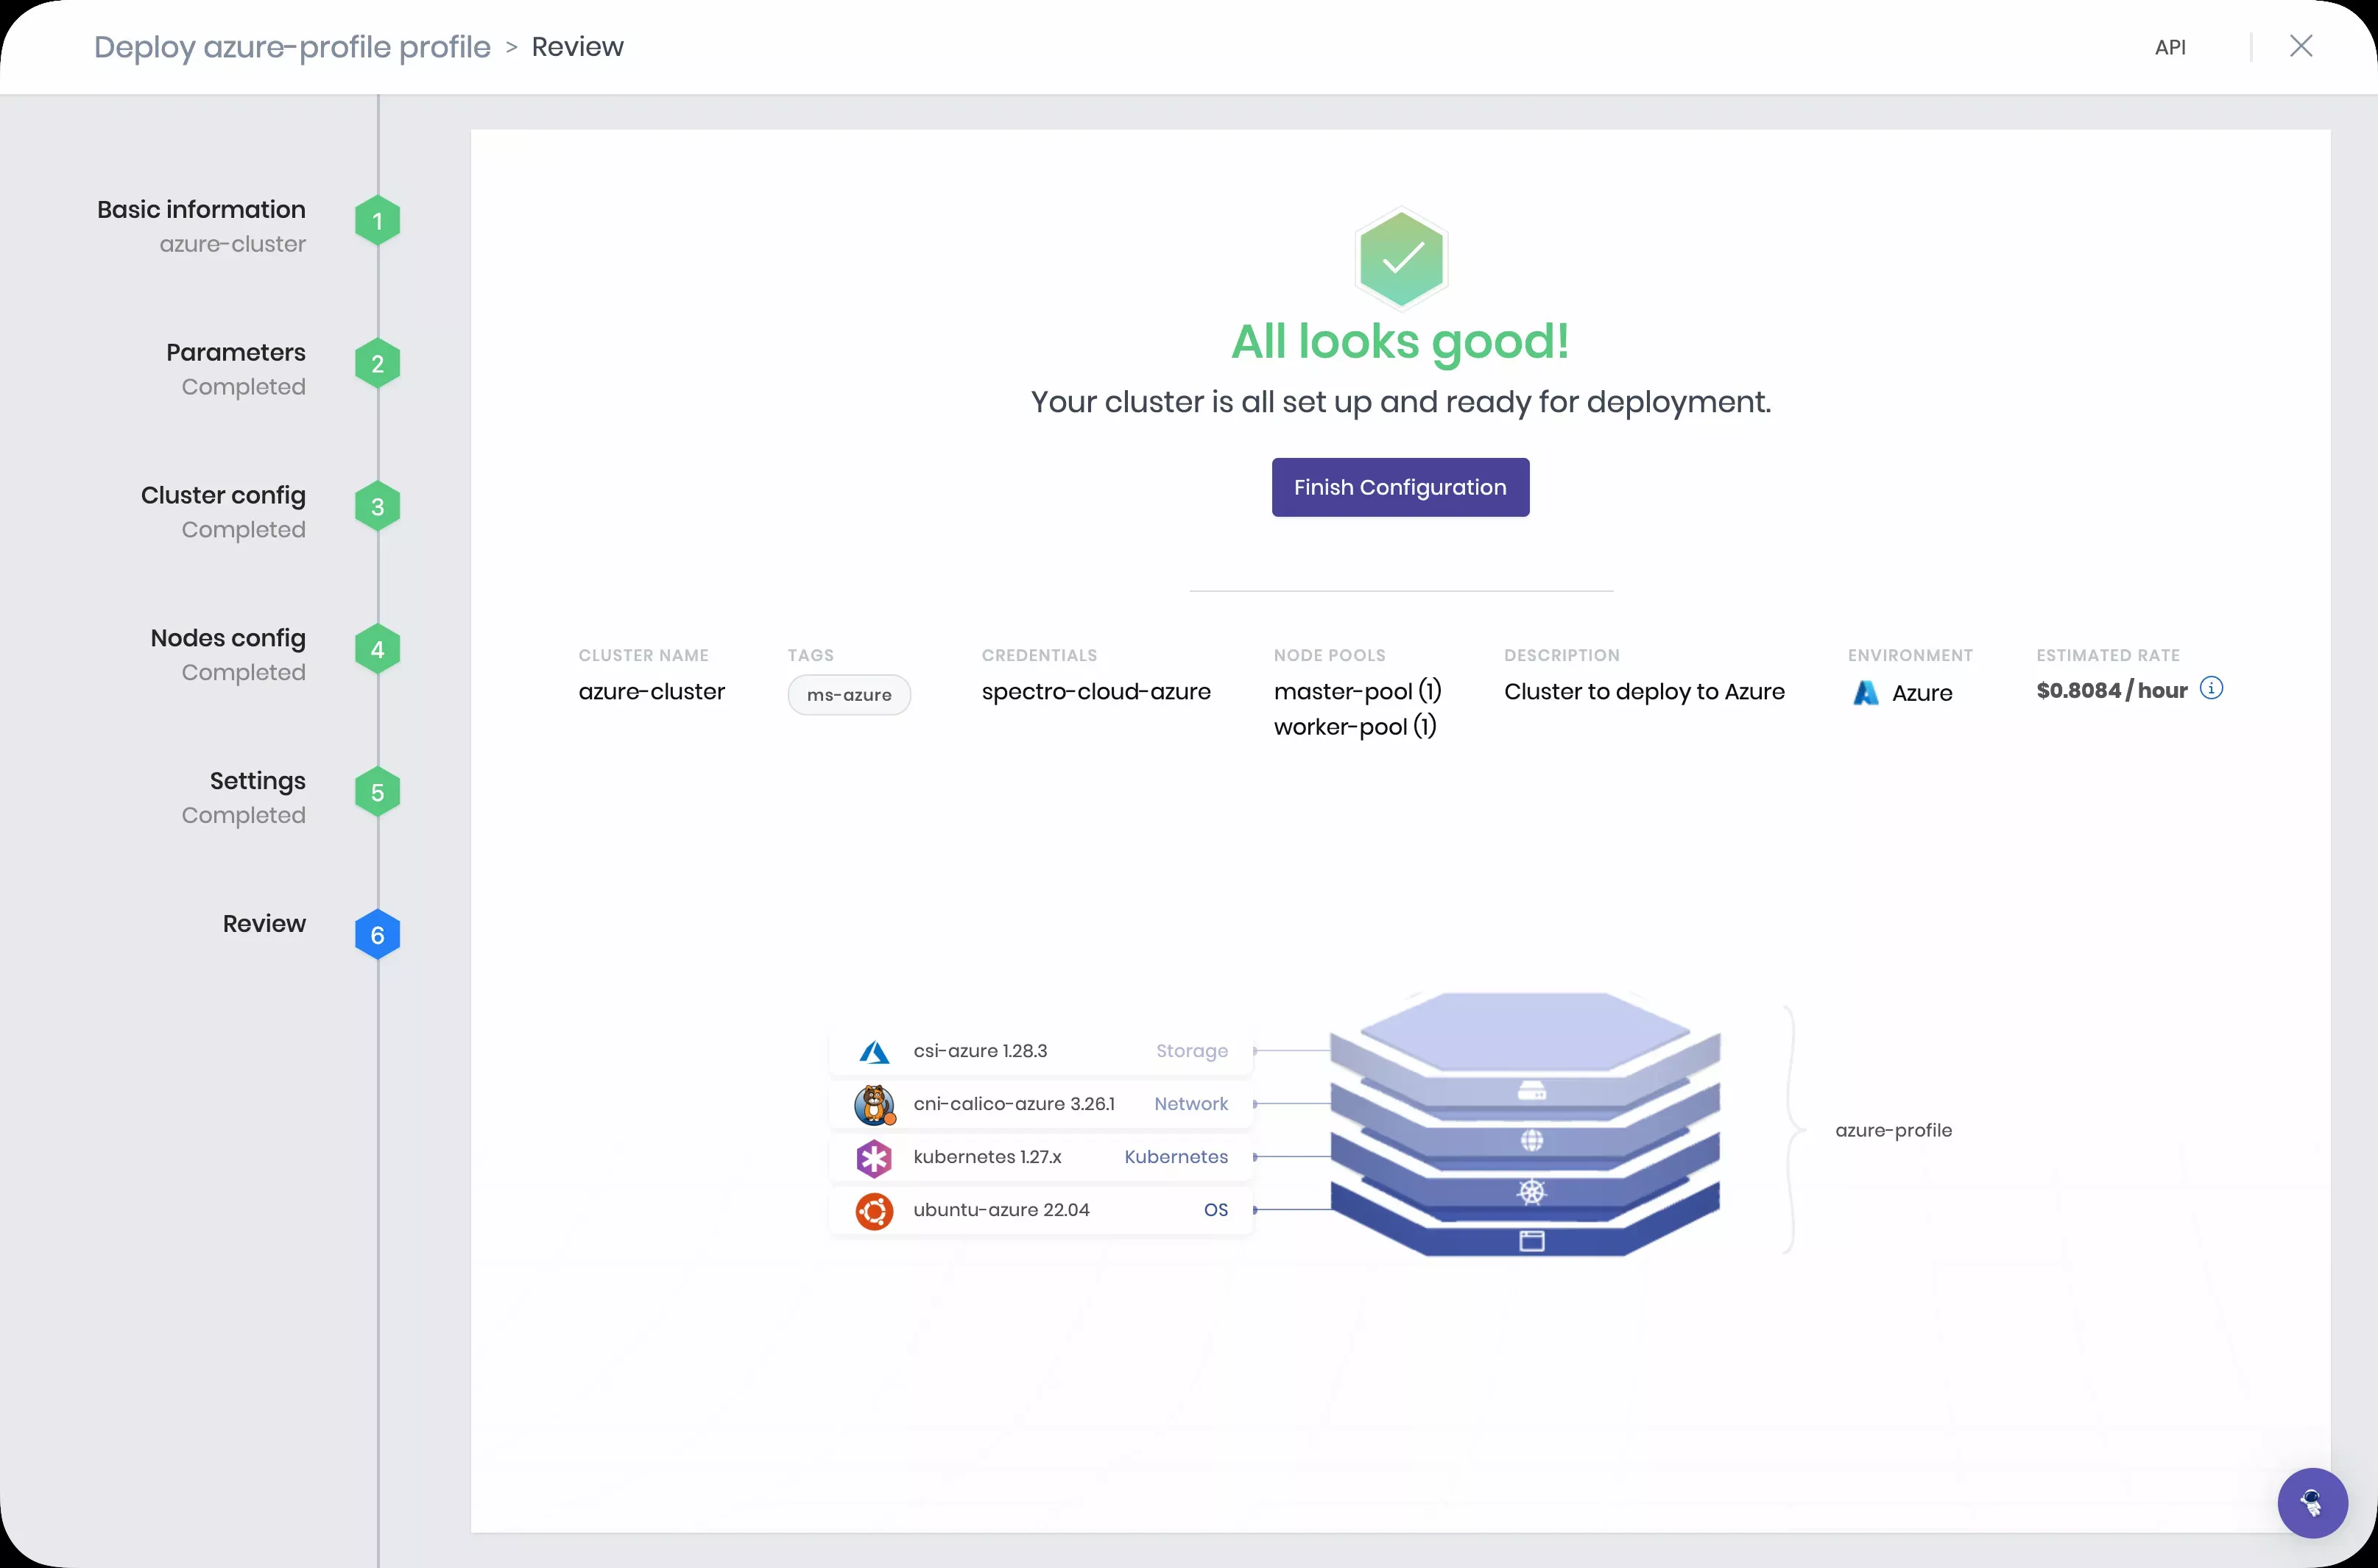 Deploy azure-profile profile > Review
API
Basic information
azure-cluster
1
Parameters
Completed
2
Cluster config
Completed
3
Nodes config
Completed
4
Settings
Completed
5
Review
6
All looks good!
Your cluster is all set up and ready for deployment.
Finish Configuration
CLUSTER NAME
azure-cluster
TAGS
ms-azure
CREDENTIALS
spectro-cloud-azure
NODE POOLS
master-pool (1)
worker-pool (1)
DESCRIPTION
Cluster to deploy to Azure
ENVIRONMENT
Azure
ESTIMATED RATE
$0.8084 / hour
csi-azure 1.28.3 Storage
cni-calico-azure 3.26.1 Network
kubernetes 1.27.x Kubernetes
ubuntu-azure 22.04 OS
azure-profile